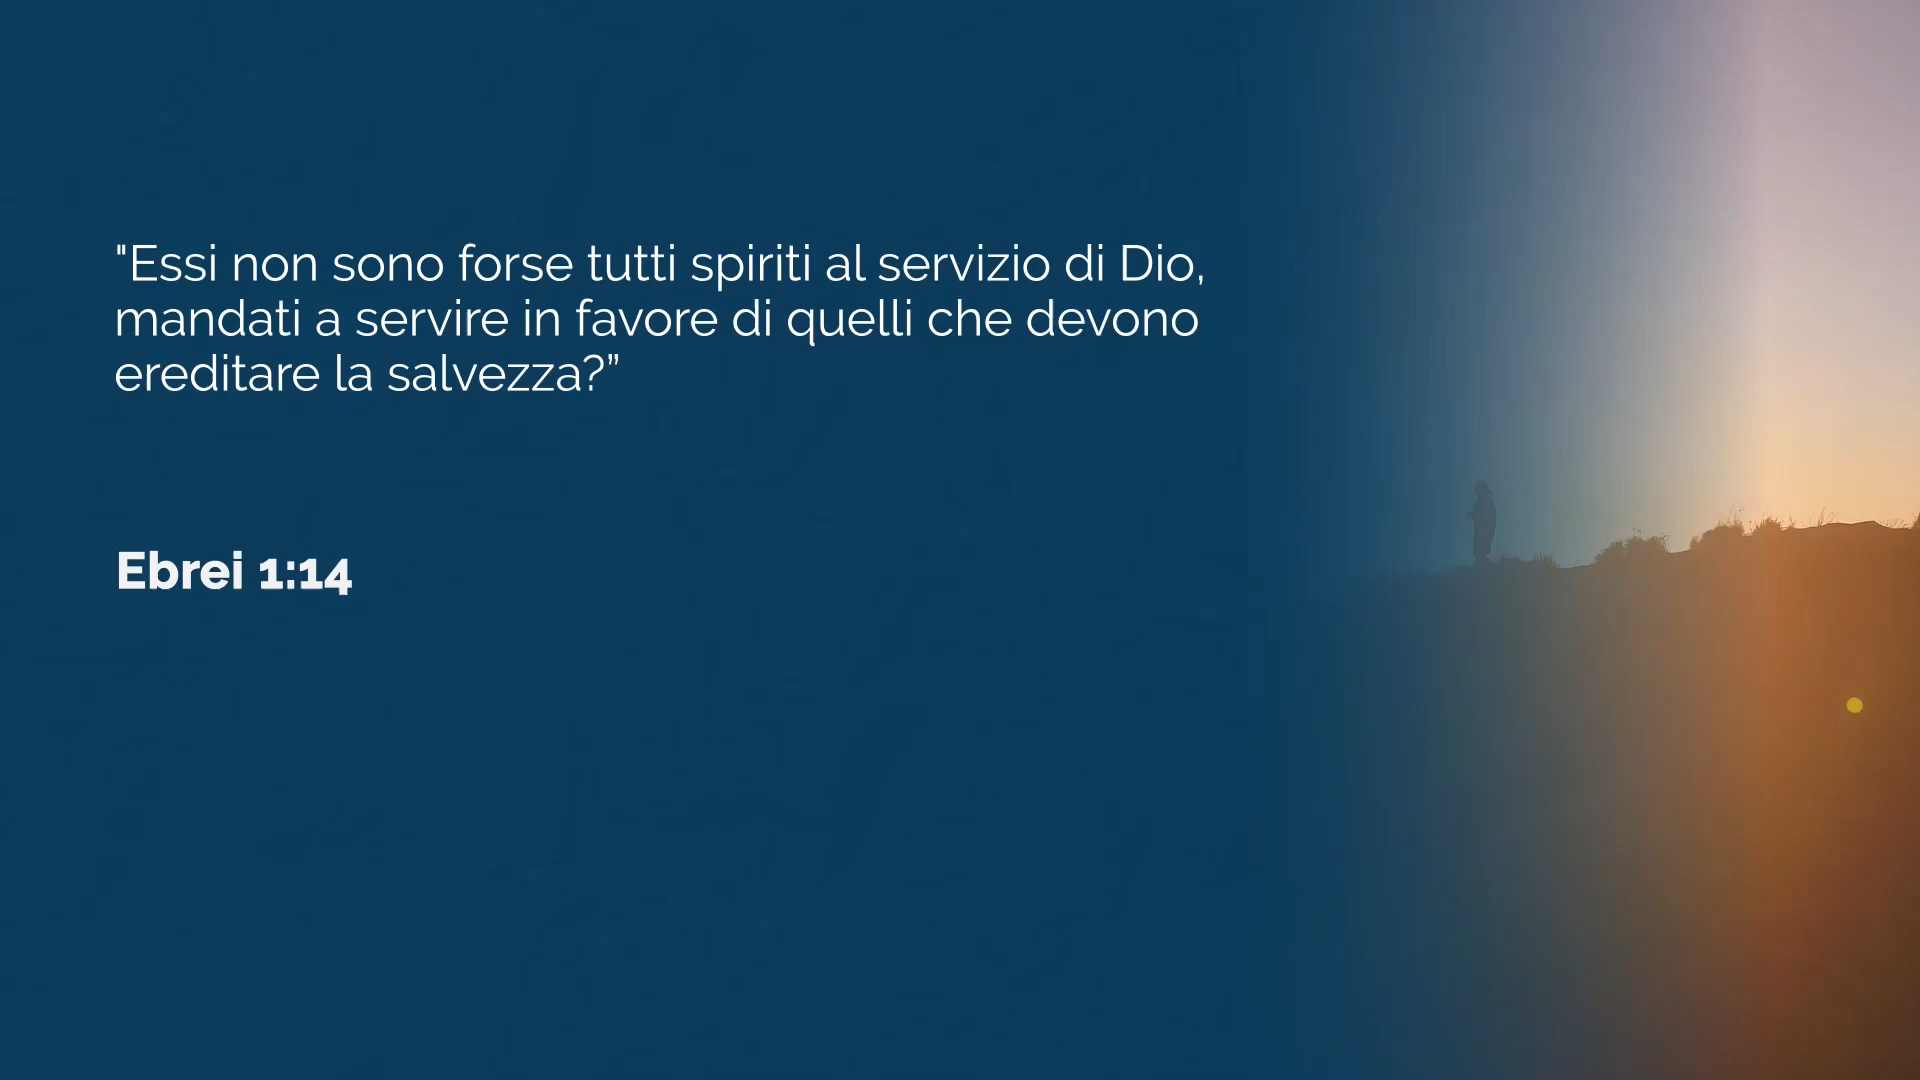 "Essi non sono forse tutti spiriti al servizio di Dio,
mandati a servire in favore di quelli che devono
ereditare la salvezza?”
Ebrei 1:14